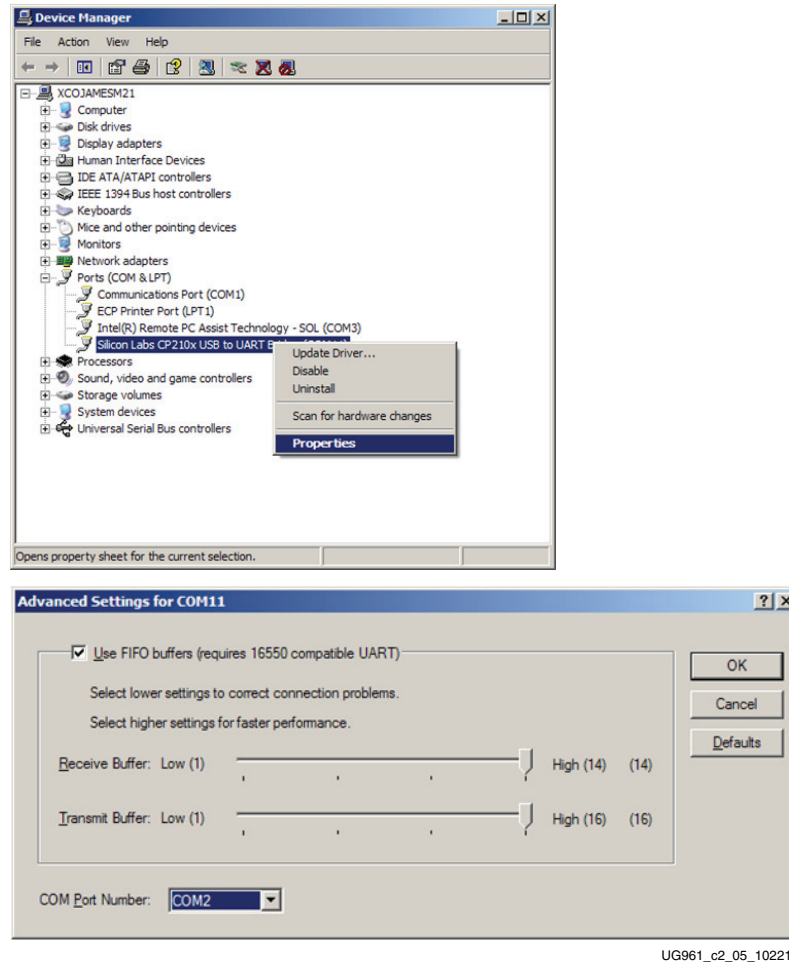 Device Manager
File Action View Help
XCOJAMESM21
Computer
Disk drives
Display adapters
Human Interface Devices
IDE ATA/ATAPI controllers
IEEE 1394 Bus host controllers
Keyboards
Mice and other pointing devices
Monitors
Network adapters
Ports (COM & LPT)
Communications Port (COM1)
ECP Printer Port (LPT1)
Intel(R) Remote PC Assist Technology - SOL (COM3)
Silicon Labs CP210x USB to UART
Processors
Sound, video and game controllers
Storage volumes
System devices
Universal Serial Bus controllers
Update Driver...
Disable
Uninstall
Scan for hardware changes
Properties
Opens property sheet for the current selection.
Advanced Settings for COM11
Use FIFO buffers (requires 16550 compatible UART)
Select lower settings to correct connection problems.
Select higher settings for faster performance.
Receive Buffer: Low (1) High (14) (14)
Transmit Buffer: Low (1) High (16) (16)
COM Port Number: COM2
OK
Cancel
Defaults
UG961_c2_05_10221